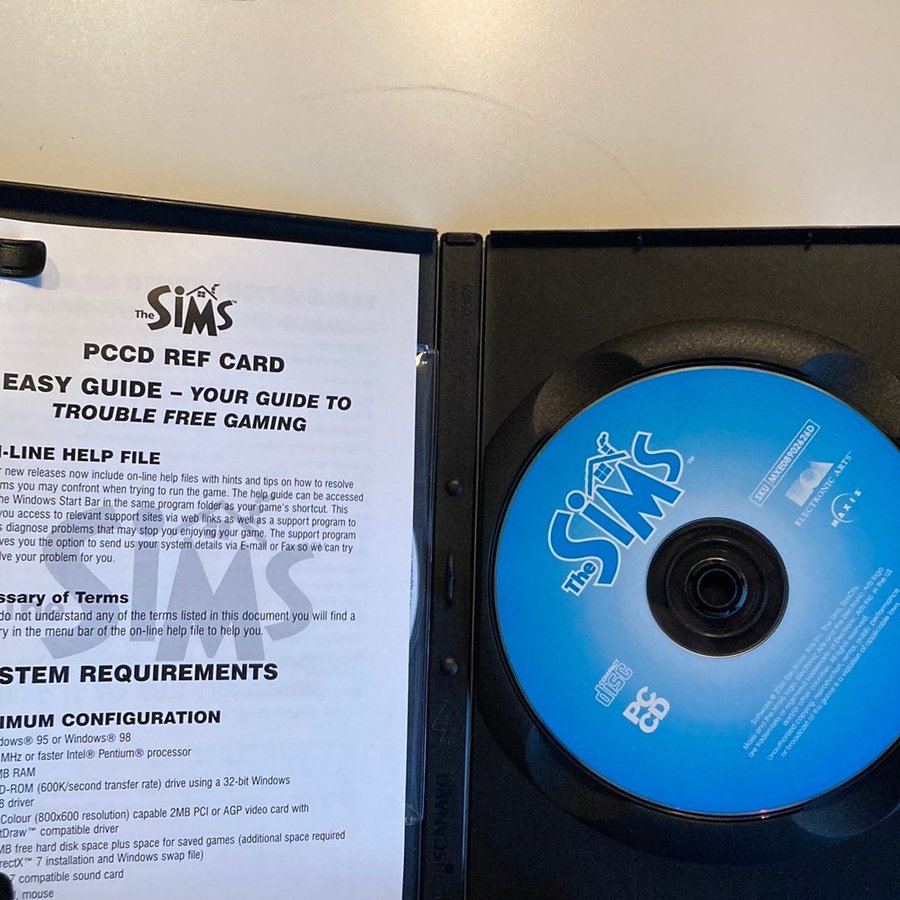 The SIMS™
PCCD REF CARD
EASY GUIDE – YOUR GUIDE TO
TROUBLE FREE GAMING
-LINE HELP FILE
new releases now include on-line help files with hints and tips on how to resolve
ms you may confront when trying to run the game. The help guide can be accessed
he Windows Start Bar in the same program folder as your game's shortcut. This
you access to relevant support sites via web links as well as a support program to
s diagnose problems that may stop you enjoying your game. The support program
ves you the option to send us your system details via E-mail or Fax so we can try
lve your problem for you.
ssary of Terms
do not understand any of the terms listed in this document you will find a
ry in the menu bar of the on-line help file to help you.
STEM REQUIREMENTS
IMUM CONFIGURATION
dows® 95 or Windows® 98
MHz or faster Intel® Pentium® processor
MB RAM
D-ROM (600K/second transfer rate) drive using a 32-bit Windows
8 driver
Colour (800x600 resolution) capable 2MB PCI or AGP video card with
ctDraw™ compatible driver
MB free hard disk space plus space for saved games (additional space required
rectX™ 7 installation and Windows swap file)
7 compatible sound card
, mouse
The SIMS™
SKU MXE08902626D
EA
ELECTRONIC ARTS™
MAXIS
COMPACT
disc
PC
CD